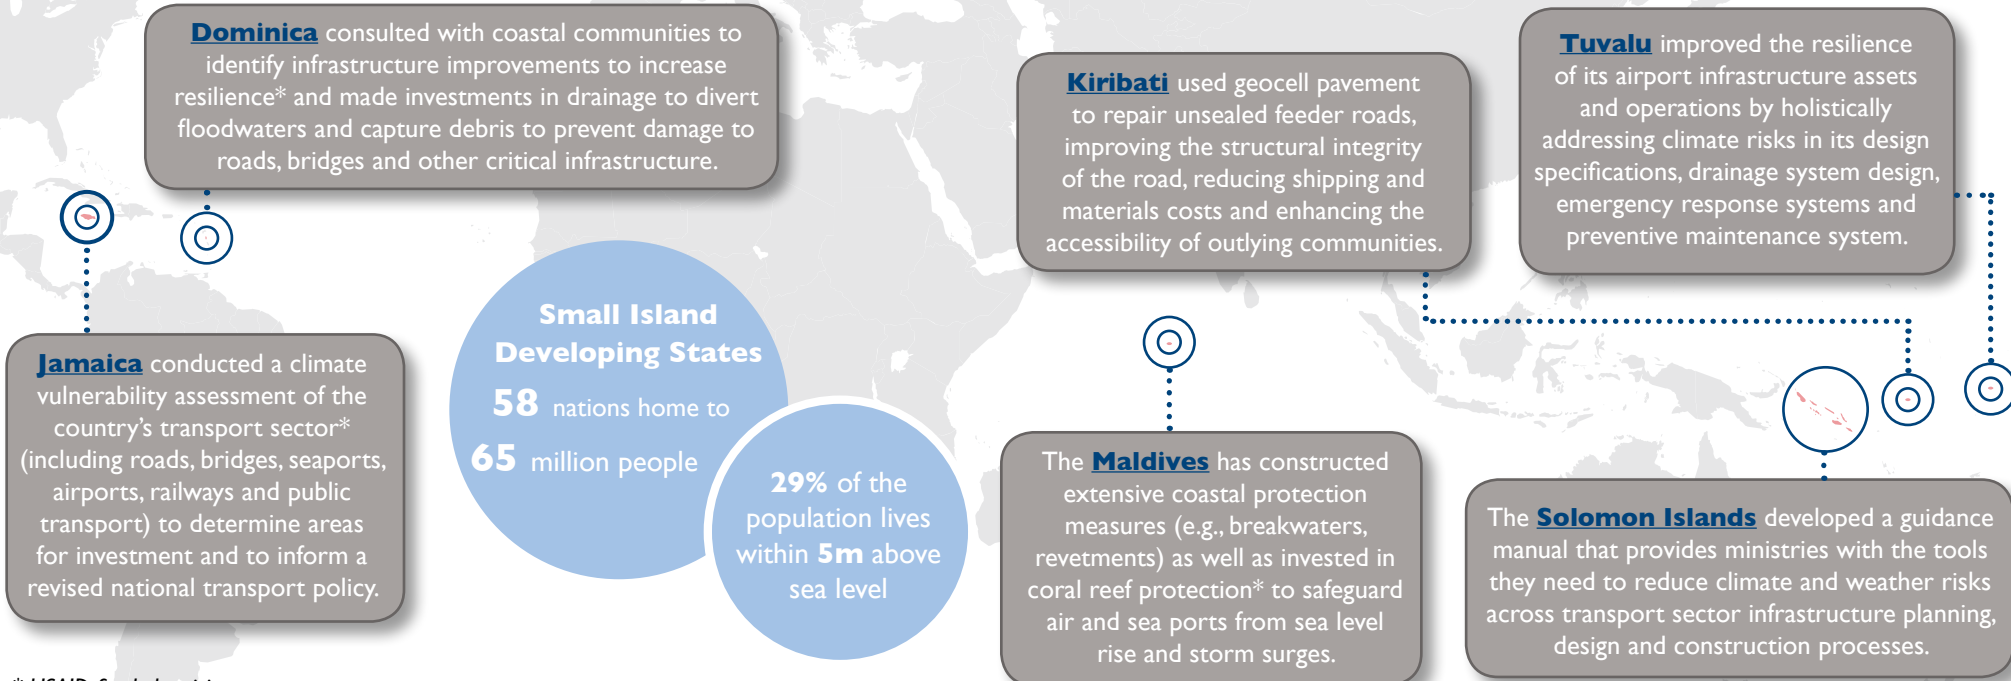 Dominica consulted with coastal communities to
identify infrastructure improvements to increase
resilience* and made investments in drainage to divert
floodwaters and capture debris to prevent damage to
roads, bridges and other critical infrastructure.
Kiribati used geocell pavement
to repair unsealed feeder roads,
improving the structural integrity
of the road, reducing shipping and
materials costs and enhancing the
accessibility of outlying communities.
Tuvalu improved the resilience
of its airport infrastructure assets
and operations by holistically
addressing climate risks in its design
specifications, drainage system design,
emergency response systems and
preventive maintenance system.
Jamaica conducted a climate
vulnerability assessment of the
country's transport sector*
(including roads, bridges, seaports,
airports, railways and public
transport) to determine areas
for investment and to inform a
revised national transport policy.
Small Island
Developing States
58 nations home to
65 million people
29% of the
population lives
within 5m above
sea level
The Maldives has constructed
extensive coastal protection
measures (e.g., breakwaters,
revetments) as well as invested in
coral reef protection* to safeguard
air and sea ports from sea level
rise and storm surges.
The Solomon Islands developed a guidance
manual that provides ministries with the tools
they need to reduce climate and weather risks
across transport sector infrastructure planning,
design and construction processes.